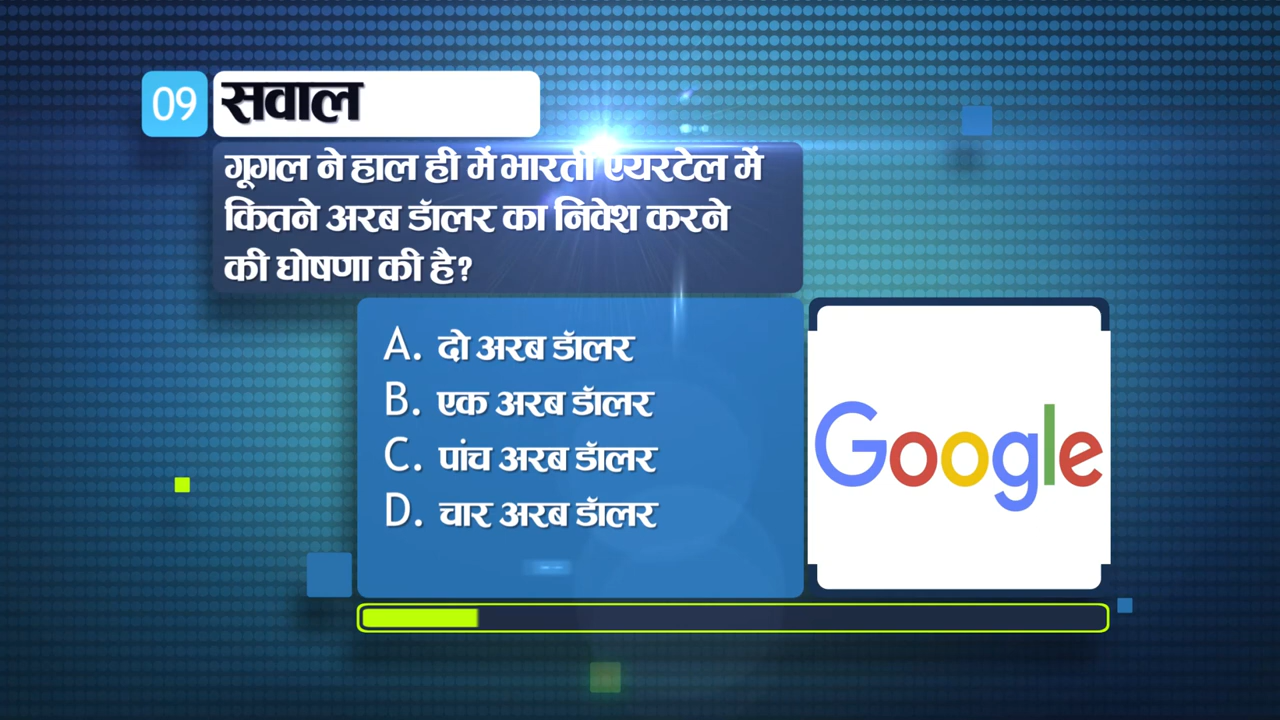 09 सवाल
गूगल ने हाल ही में भारती एयरटेल में
कितने अरब डॉलर का निवेश करने
की घोषणा की है?
A. दो अरब डॉलर
B. एक अरब डॉलर
C. पांच अरब डॉलर
D. चार अरब डॉलर
Google